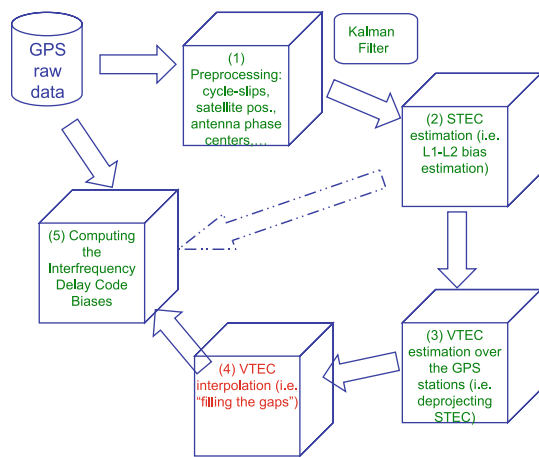 GPS
raw
data
(1)
Preprocessing:
cycle-slips,
satellite pos.,
antenna phase
centers,...
Kalman
Filter
(2) STEC
estimation (i.e.
L1-L2 bias
estimation)
(3) VTEC
estimation over
the GPS
stations (i.e.
deprojecting
STEC)
(4) VTEC
interpolation (i.e.
“filling the gaps”)
(5) Computing
the
Interfrequency
Delay Code
Biases